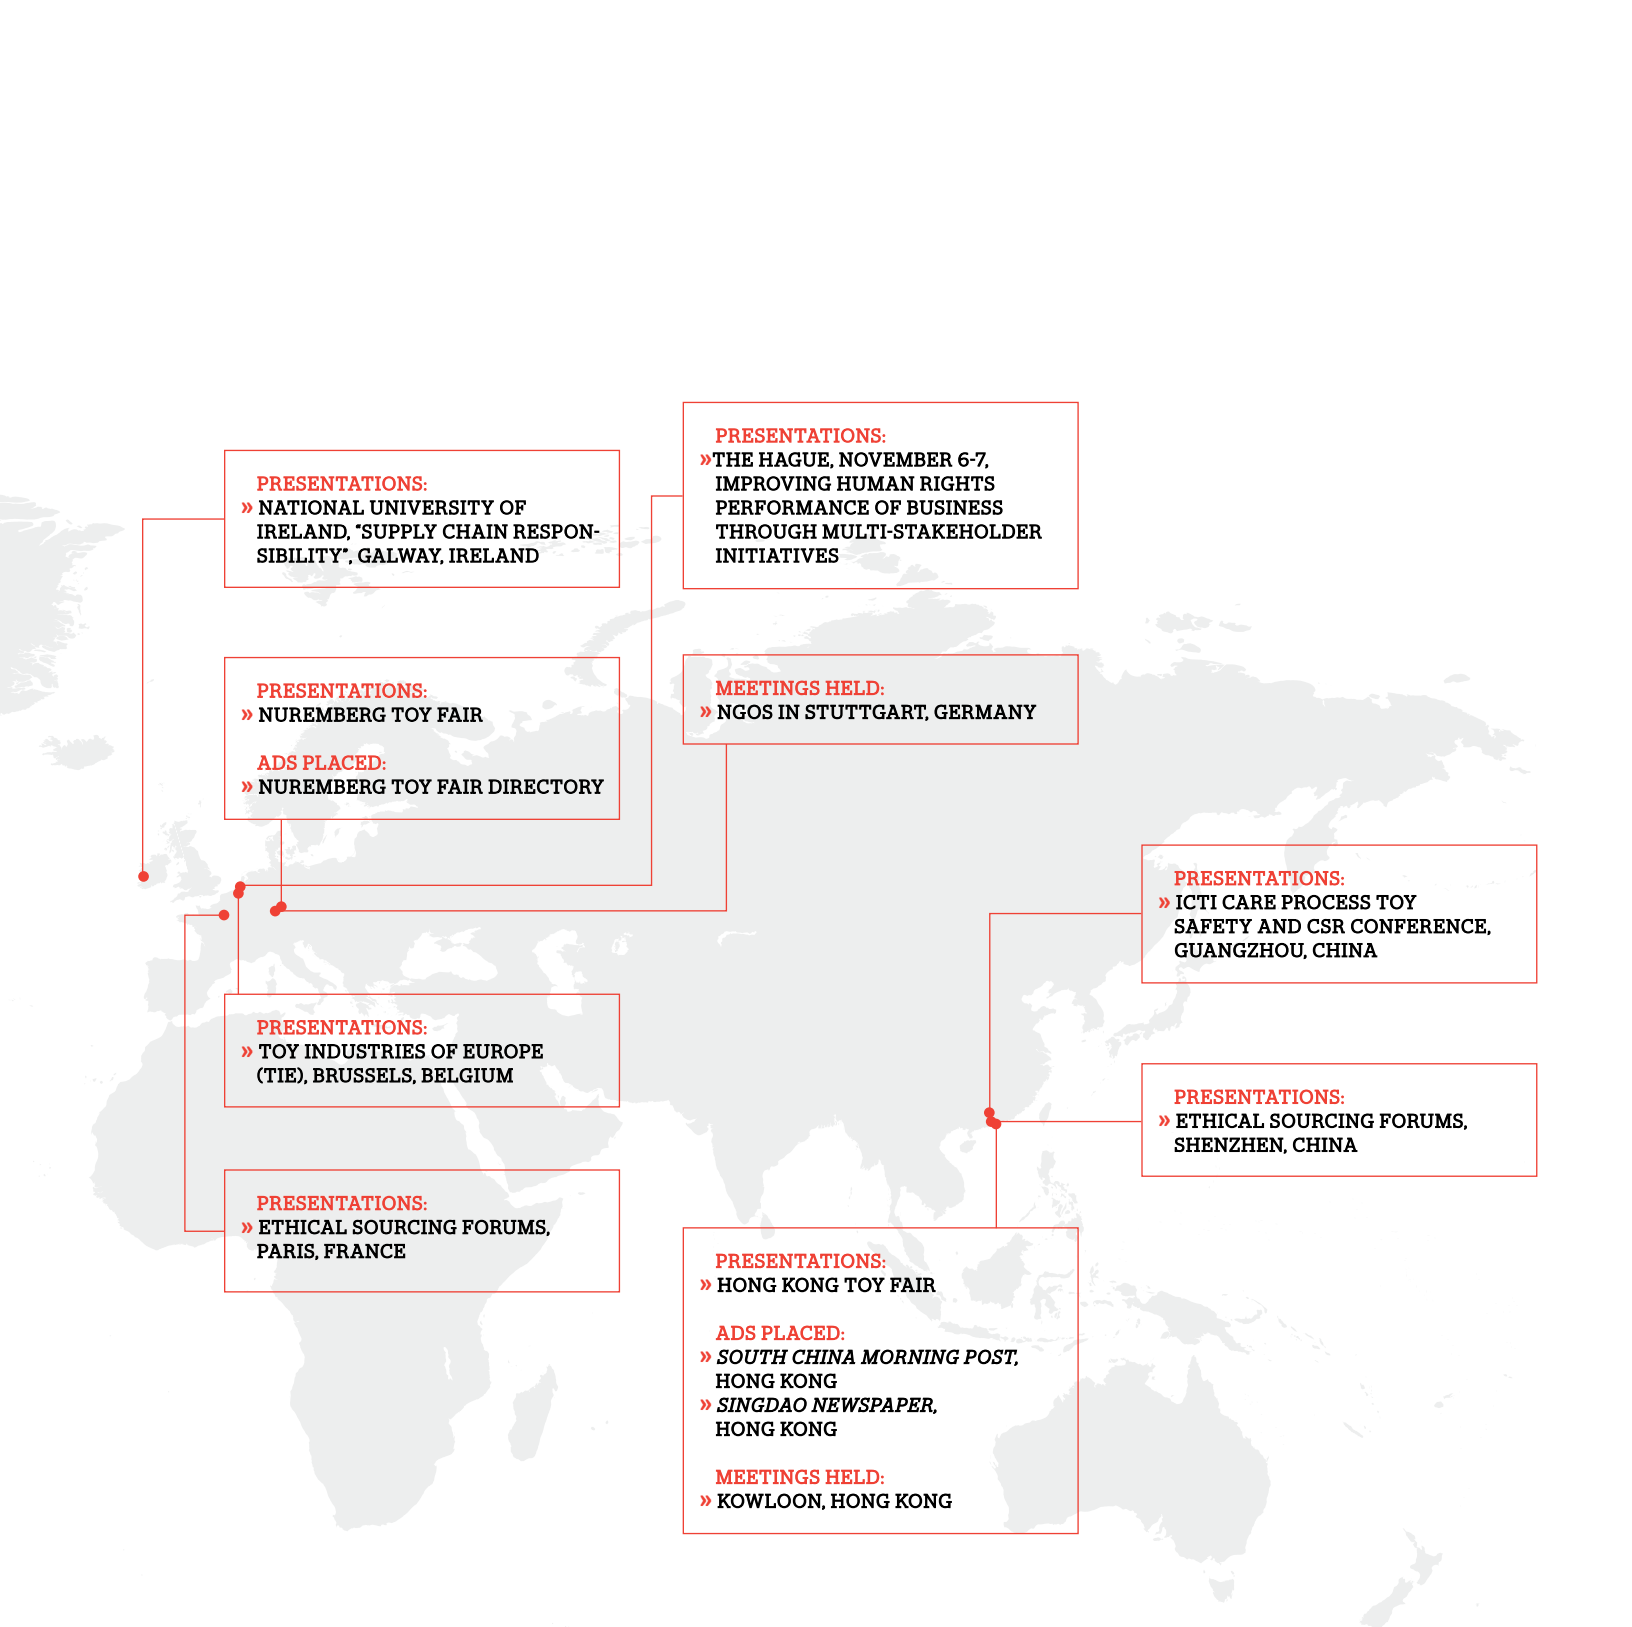 PRESENTATIONS:
» NATIONAL UNIVERSITY OF
IRELAND, “SUPPLY CHAIN RESPON-
SIBILITY”, GALWAY, IRELAND
PRESENTATIONS:
»THE HAGUE, NOVEMBER 6-7,
IMPROVING HUMAN RIGHTS
PERFORMANCE OF BUSINESS
THROUGH MULTI-STAKEHOLDER
INITIATIVES
PRESENTATIONS:
» NUREMBERG TOY FAIR
ADS PLACED:
» NUREMBERG TOY FAIR DIRECTORY
MEETINGS HELD:
» NGOS IN STUTTGART, GERMANY
PRESENTATIONS:
» ICTI CARE PROCESS TOY
SAFETY AND CSR CONFERENCE,
GUANGZHOU, CHINA
PRESENTATIONS:
» TOY INDUSTRIES OF EUROPE
(TIE), BRUSSELS, BELGIUM
PRESENTATIONS:
» ETHICAL SOURCING FORUMS,
SHENZHEN, CHINA
PRESENTATIONS:
» ETHICAL SOURCING FORUMS,
PARIS, FRANCE
PRESENTATIONS:
» HONG KONG TOY FAIR
ADS PLACED:
» SOUTH CHINA MORNING POST,
HONG KONG
» SINGDAO NEWSPAPER,
HONG KONG
MEETINGS HELD:
» KOWLOON, HONG KONG